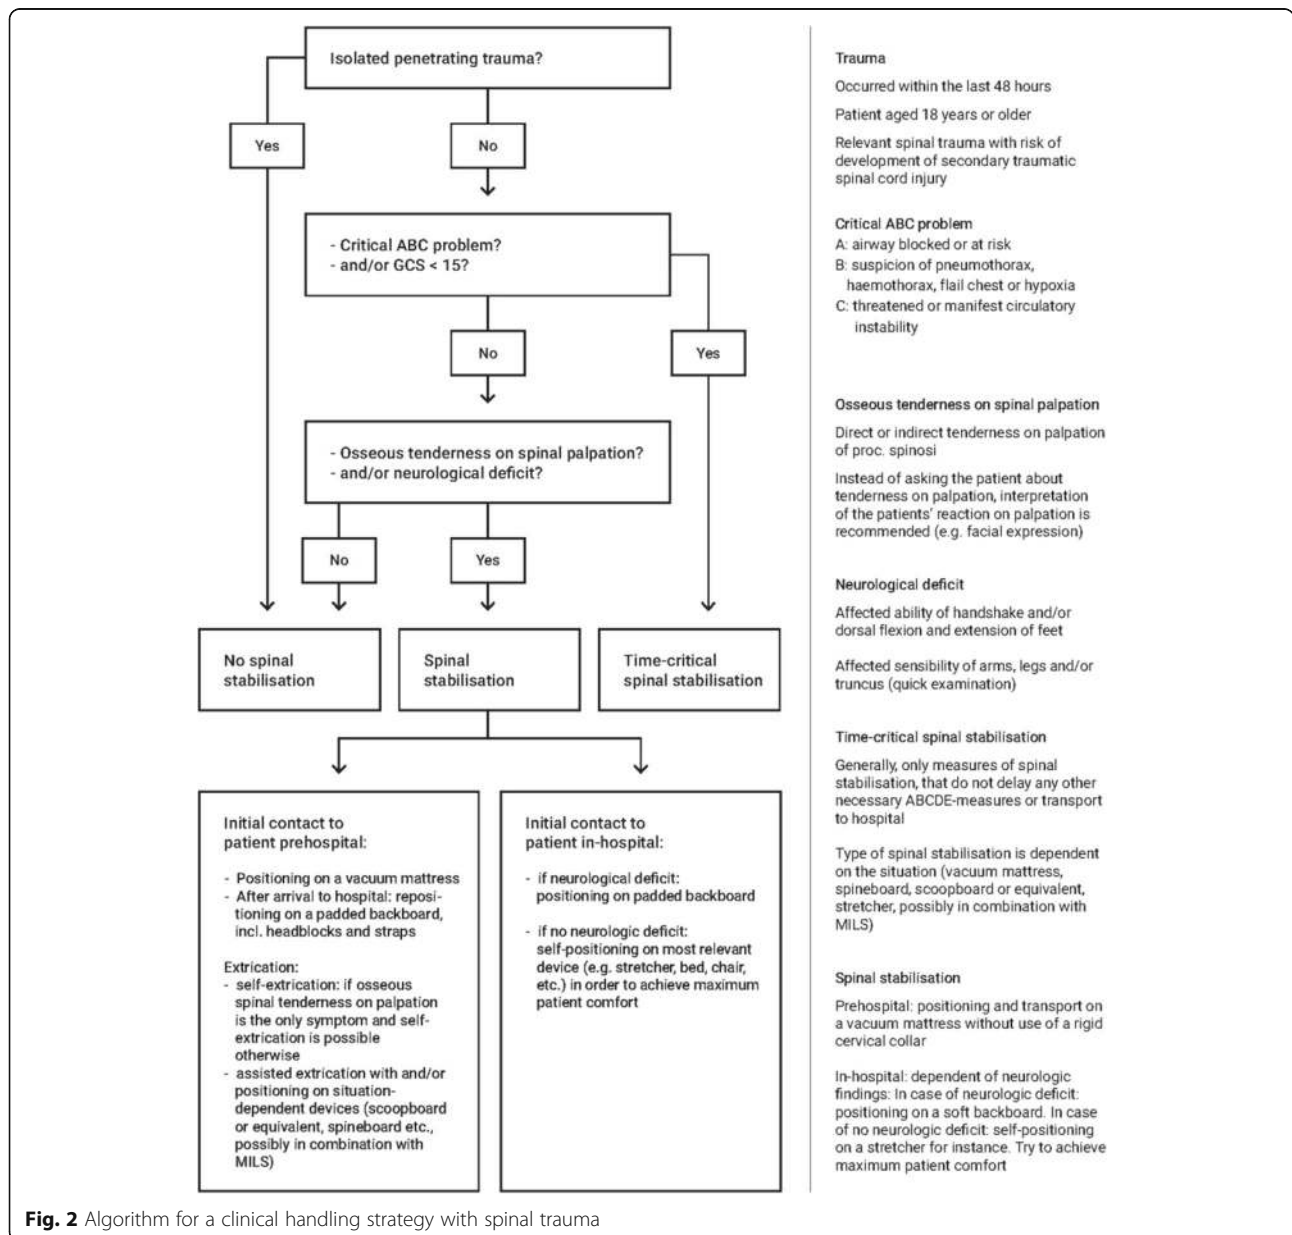 Isolated penetrating trauma?
Yes
No
- Critical ABC problem?
- and/or GCS < 15?
No
Yes
- Osseous tenderness on spinal palpation?
- and/or neurological deficit?
No
Yes
No spinal
stabilisation
Spinal
stabilisation
Time-critical
spinal stabilisation
Initial contact to
patient prehospital:
- Positioning on a vacuum mattress
- After arrival to hospital: reposi-
tioning on a padded backboard,
incl. headblocks and straps
Extrication:
- self-extrication: if osseous
spinal tenderness on palpation
is the only symptom and self-
extrication is possible
otherwise
- assisted extrication with and/or
positioning on situation-
dependent devices (scoopboard
or equivalent, spineboard etc.,
possibly in combination with
MILS)
Initial contact to
patient in-hospital:
- if neurological deficit:
positioning on padded backboard
- if no neurologic deficit:
self-positioning on most relevant
device (e.g. stretcher, bed, chair,
etc.) in order to achieve maximum
patient comfort
Trauma
Occurred within the last 48 hours
Patient aged 18 years or older
Relevant spinal trauma with risk of
development of secondary traumatic
spinal cord injury
Critical ABC problem
A: airway blocked or at risk
B: suspicion of pneumothorax,
haemothorax, flail chest or hypoxia
C: threatened or manifest circulatory
instability
Osseous tenderness on spinal palpation
Direct or indirect tenderness on palpation
of proc. spinosi
Instead of asking the patient about
tenderness on palpation, interpretation
of the patients' reaction on palpation is
recommended (e.g. facial expression)
Neurological deficit
Affected ability of handshake and/or
dorsal flexion and extension of feet
Affected sensibility of arms, legs and/or
truncus (quick examination)
Time-critical spinal stabilisation
Generally, only measures of spinal
stabilisation, that do not delay any other
necessary ABCDE-measures or transport
to hospital
Type of spinal stabilisation is dependent
on the situation (vacuum mattress,
spineboard, scoopboard or equivalent,
stretcher, possibly in combination with
MILS)
Spinal stabilisation
Prehospital: positioning and transport on
a vacuum mattress without use of a rigid
cervical collar
In-hospital: dependent of neurologic
findings: In case of neurologic deficit:
positioning on a soft backboard. In case
of no neurologic deficit: self-positioning
on a stretcher for instance. Try to achieve
maximum patient comfort
Fig. 2 Algorithm for a clinical handling strategy with spinal trauma